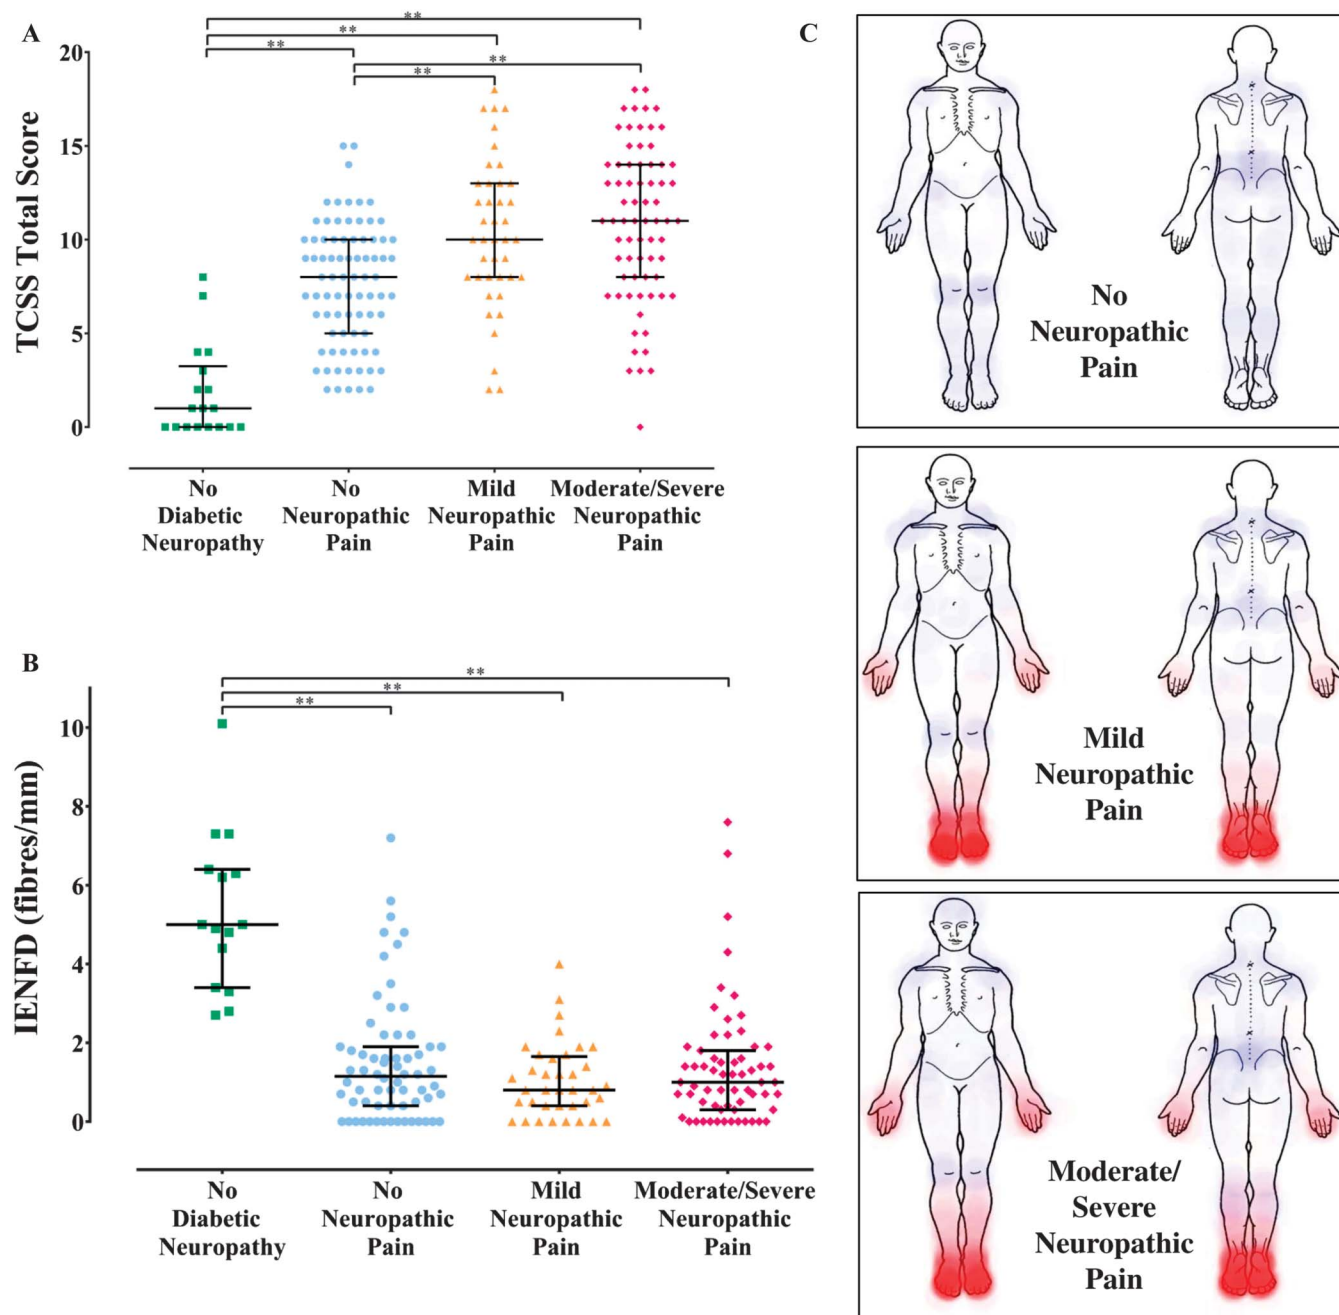 A
**
**
**
**
**
20
15
10
5
0
TCSS Total Score
No
Diabetic
Neuropathy
No
Neuropathic
Pain
Mild
Neuropathic
Pain
Moderate/Severe
Neuropathic
Pain
B
**
**
**
10
8
6
4
2
0
IENFD (fibres/mm)
No
Diabetic
Neuropathy
No
Neuropathic
Pain
Mild
Neuropathic
Pain
Moderate/Severe
Neuropathic
Pain
C
No
Neuropathic
Pain
Mild
Neuropathic
Pain
Moderate/
Severe
Neuropathic
Pain